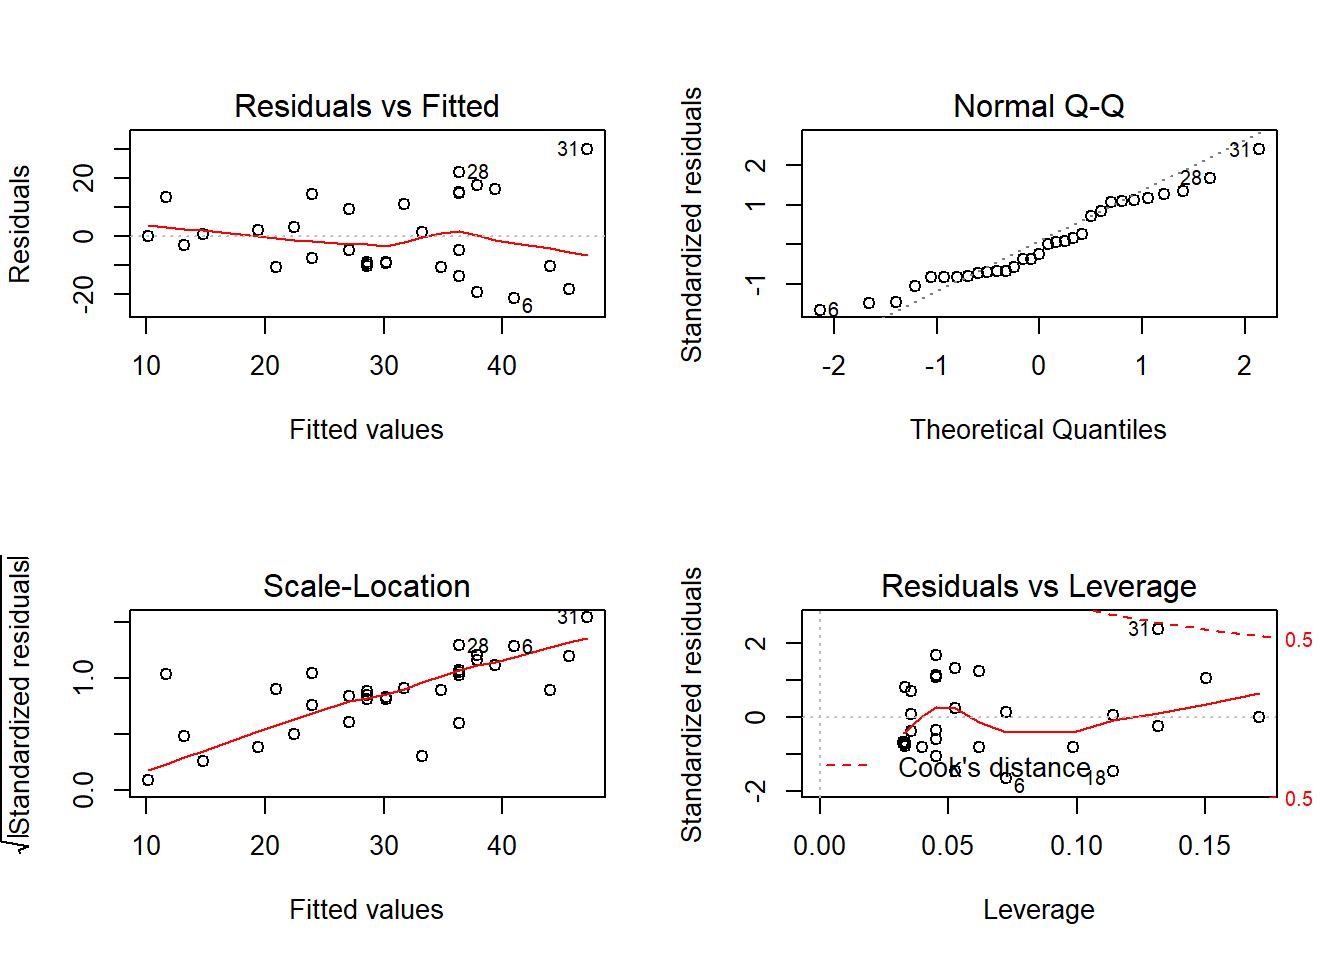 Residuals vs Fitted
Residuals
20
0
-20
31
28
6
10 20 30 40
Fitted values
Normal Q-Q
Standardized residuals
2
1
-1
31
28
6
-2 -1 0 1 2
Theoretical Quantiles
Scale-Location
√|Standardized residuals|
1.0
0.0
31
28
6
10 20 30 40
Fitted values
Residuals vs Leverage
Standardized residuals
2
0
-2
31
0.5
Cook's distance
18
6
0.5
0.00 0.05 0.10 0.15
Leverage